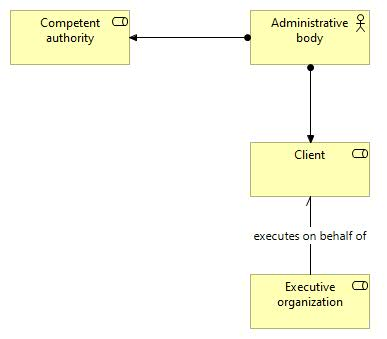 Competent
authority
Administrative
body
Client
executes on behalf of
Executive
organization